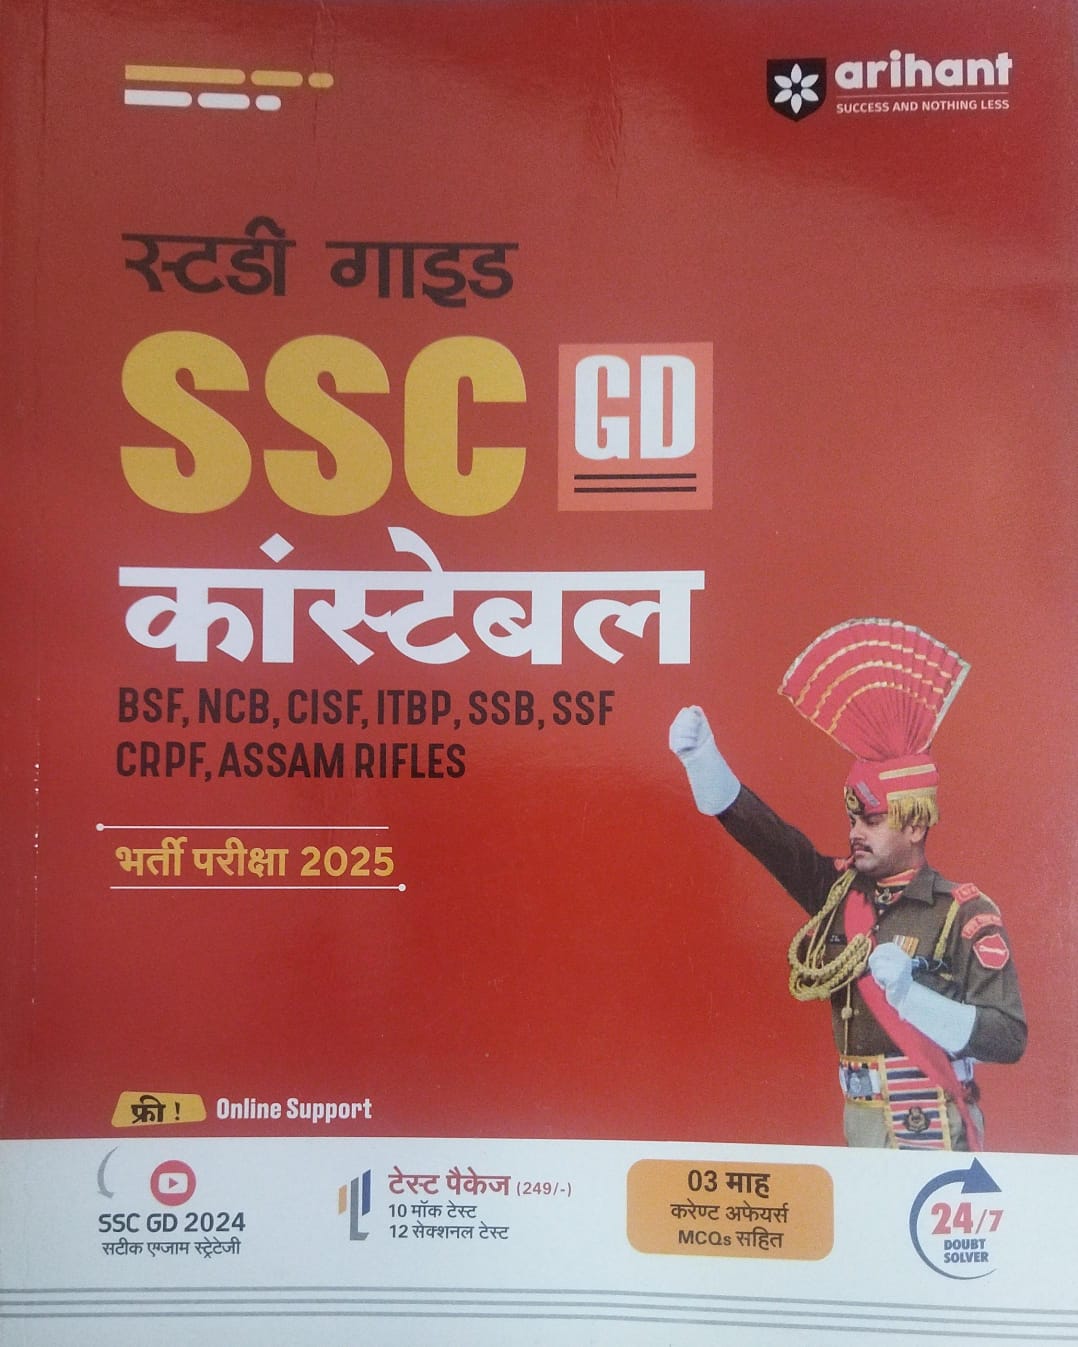 arihant
SUCCESS AND NOTHING LESS
स्टडी गाइड
SSC GD
कांस्टेबल
BSF, NCB, CISF, ITBP, SSB, SSF
CRPF, ASSAM RIFLES
भर्ती परीक्षा 2025
फ्री ! Online Support
SSC GD 2024
सटीक एग्जाम स्ट्रेटेजी
टेस्ट पैकेज (249/-)
10 मॉक टेस्ट
12 सेक्शनल टेस्ट
03 माह
करेण्ट अफेयर्स
MCQs सहित
24/7
DOUBT
SOLVER